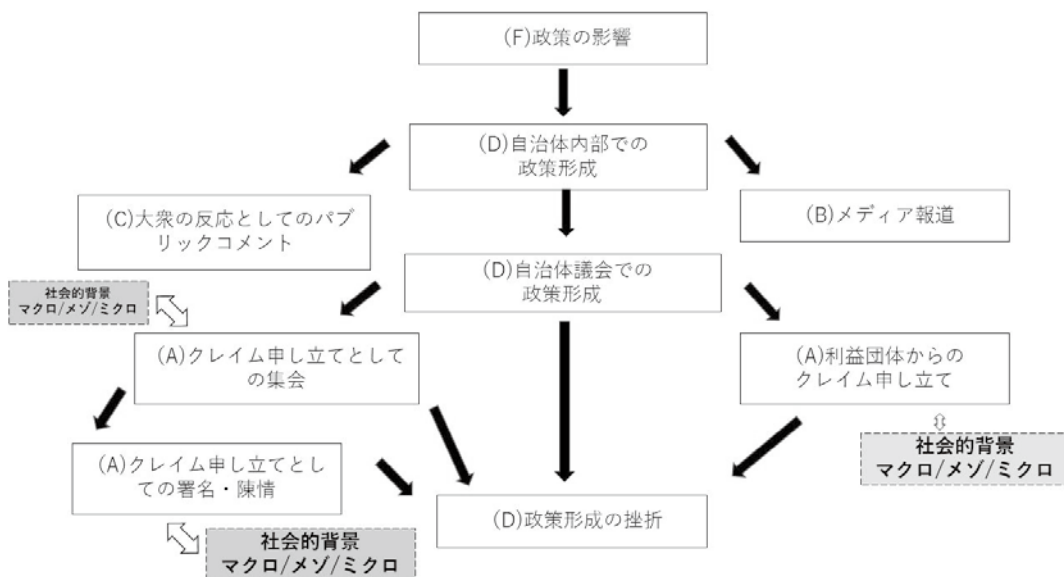 (F)政策の影響
(D)自治体内部での
政策形成
(C)大衆の反応としてのパブ
リックコメント
(B)メディア報道
(D)自治体議会での
政策形成
社会的背景
マクロ/メゾ/ミクロ
(A)クレイム申し立てとして
の集会
(A)利益団体からの
クレイム申し立て
社会的背景
マクロ/メゾ/ミクロ
(A)クレイム申し立てとし
ての署名・陳情
(D)政策形成の挫折
社会的背景
マクロ/メゾ/ミクロ